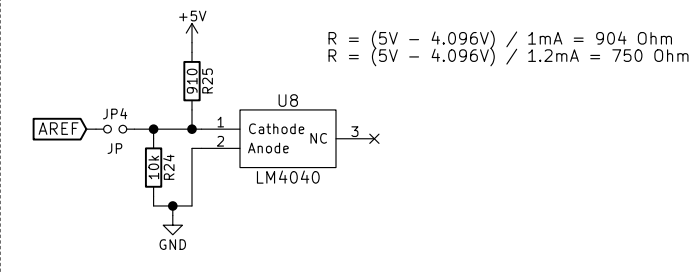 +5V
R = (5V - 4.096V) / 1mA = 904 Ohm
R = (5V - 4.096V) / 1.2mA = 750 Ohm
910
R25
U8
JP4
AREF
1
Cathode
3
NC
JP
2
Anode
10k
R24
LM4040
GND